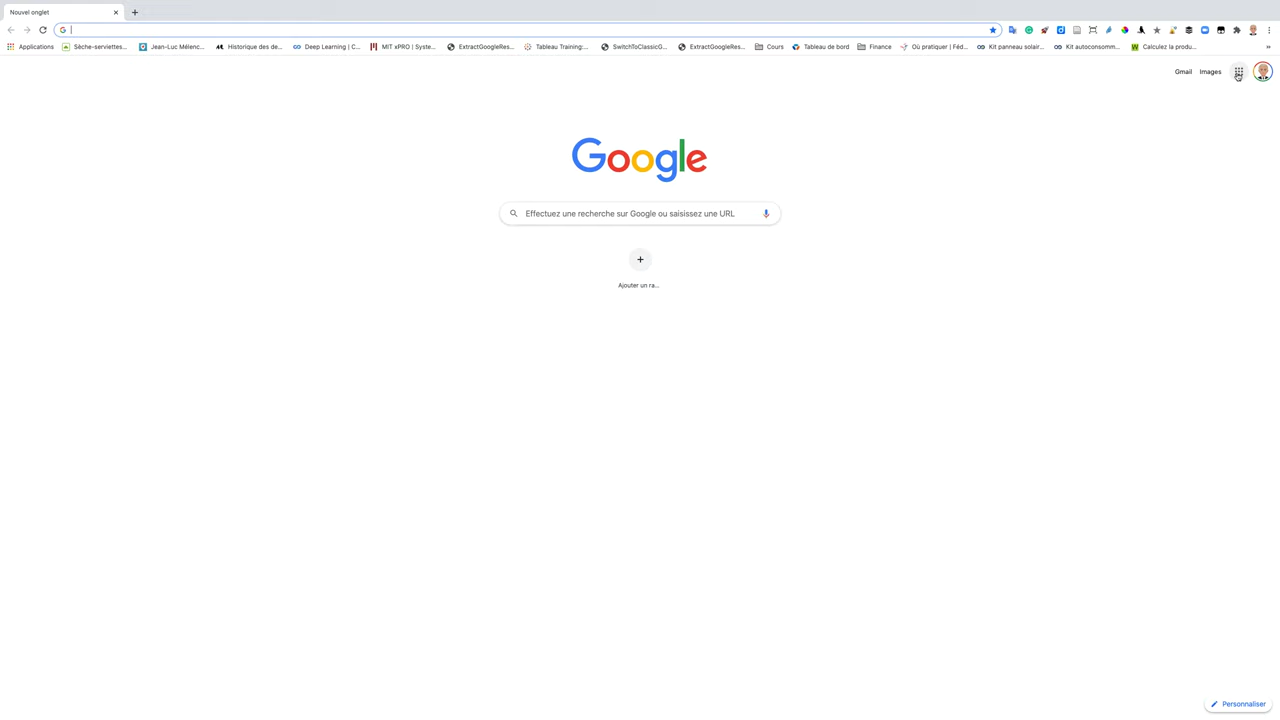 Nouvel onglet
Applications Sèche-serviettes... Jean-Luc Mélenc... Historique des de... Deep Learning | C... MIT xPRO | Syste... ExtractGoogleRes... Tableau Training:... SwitchToClassicG... ExtractGoogleRes... Cours Tableau de bord Finance Où pratiquer | Féd... Kit panneau solair... Kit autoconsomm... Calculez la produ...
Gmail Images
Google
Effectuez une recherche sur Google ou saisissez une URL
Ajouter un ra...
Personnaliser